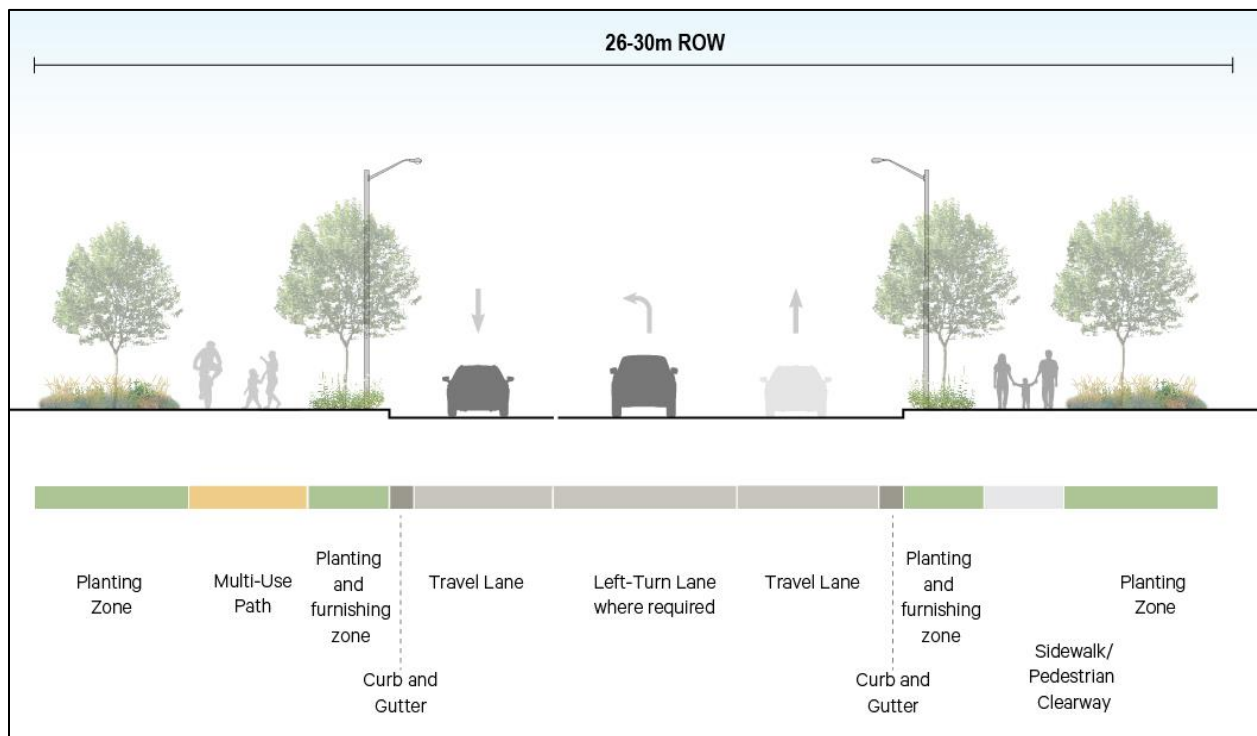 26-30m ROW
Planting
Zone
Multi-Use
Path
Planting
and
furnishing
zone
Curb and
Gutter
Travel Lane
Left-Turn Lane
where required
Travel Lane
Curb and
Gutter
Planting
and
furnishing
zone
Sidewalk/
Pedestrian
Clearway
Planting
Zone